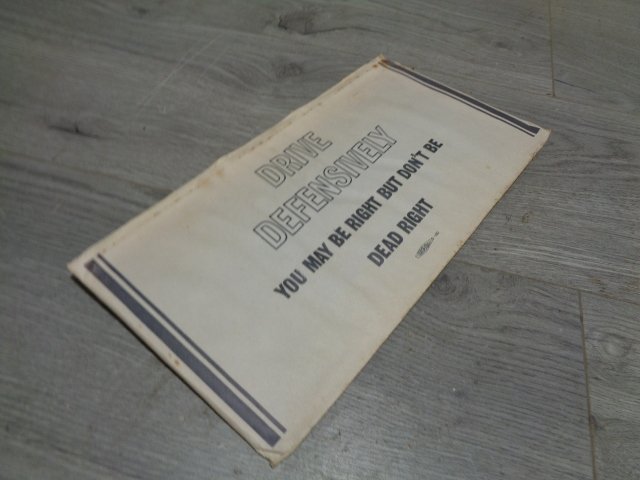 DRIVE
DEFENSIVELY
YOU MAY BE RIGHT BUT DON'T BE
DEAD RIGHT